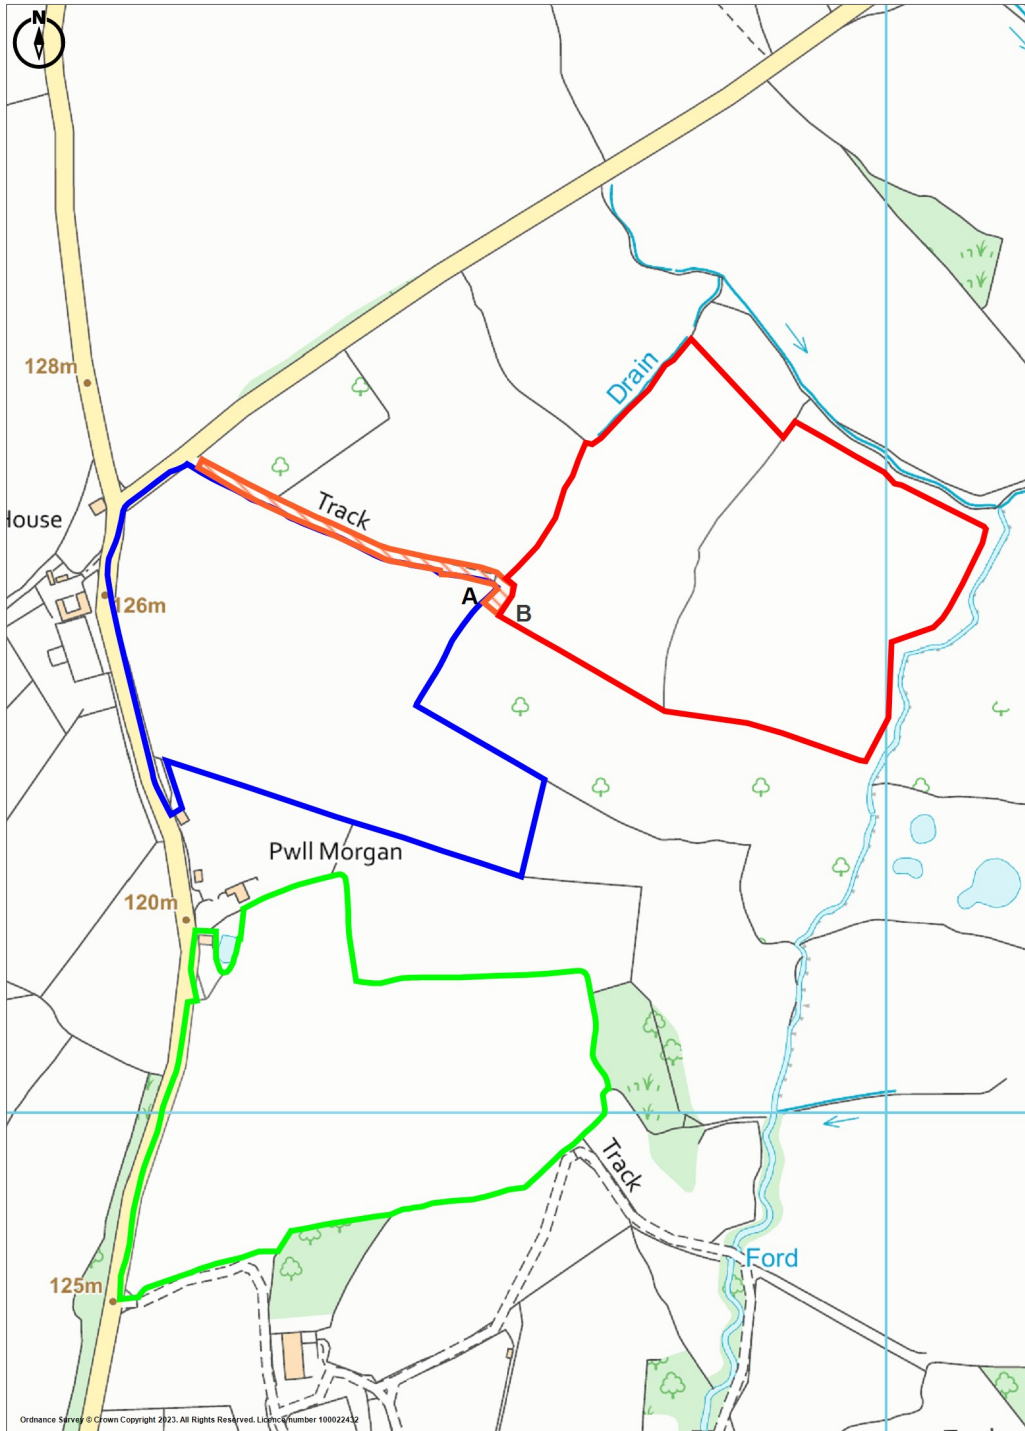 N
128m
Drain
Track
House
A
B
126m
Pwll Morgan
120m
Track
Ford
125m
Ordnance Survey © Crown Copyright 2023. All Rights Reserved. Licence number 100022432